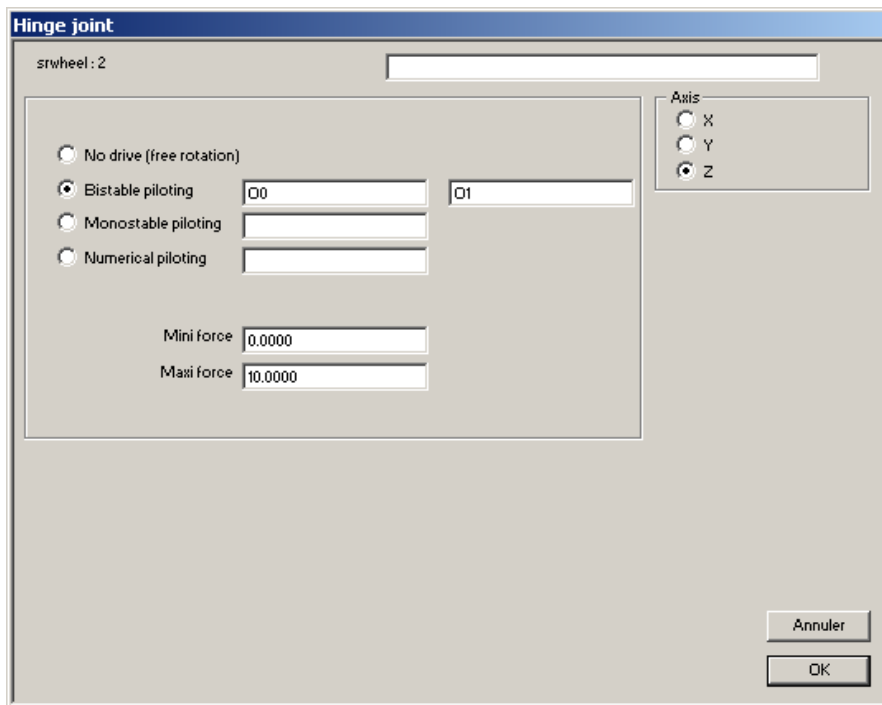 Hinge joint
srwheel : 2
Axis
X
Y
Z
No drive (free rotation)
Bistable piloting O0 O1
Monostable piloting
Numerical piloting
Mini force 0.0000
Maxi force 10.0000
Annuler
OK